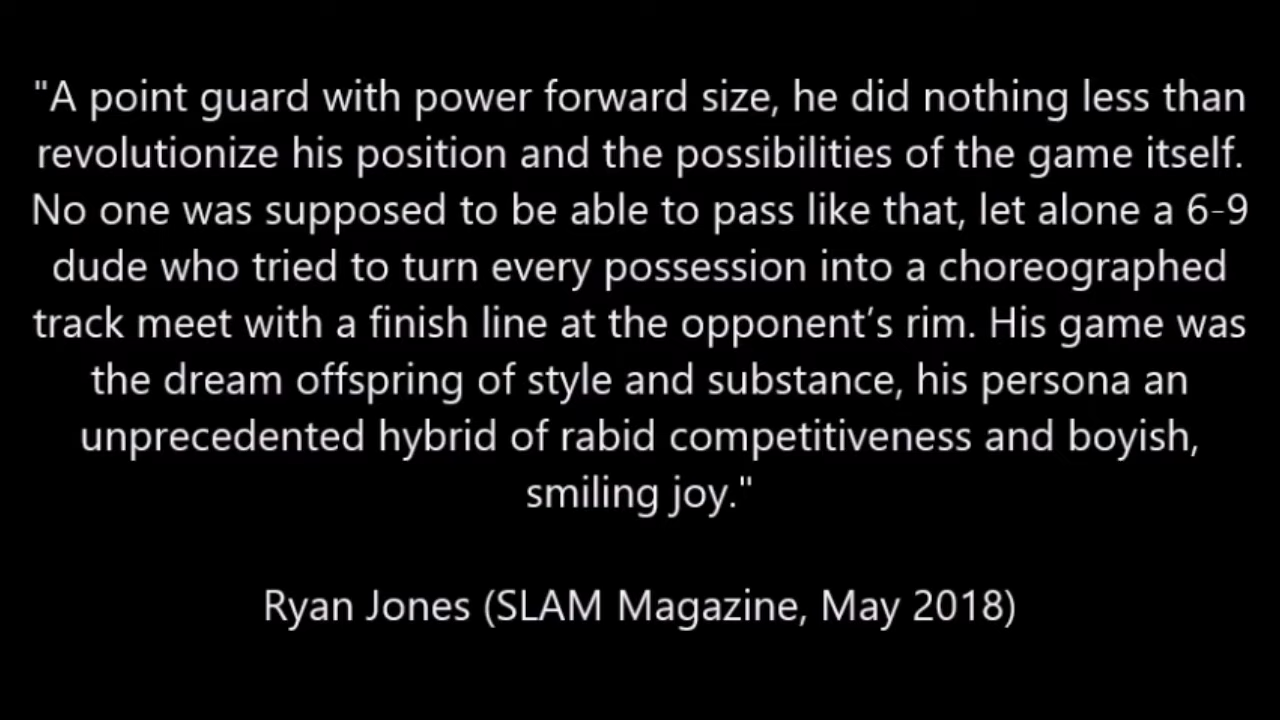 "A point guard with power forward size, he did nothing less than
revolutionize his position and the possibilities of the game itself.
No one was supposed to be able to pass like that, let alone a 6-9
dude who tried to turn every possession into a choreographed
track meet with a finish line at the opponent’s rim. His game was
the dream offspring of style and substance, his persona an
unprecedented hybrid of rabid competitiveness and boyish,
smiling joy."
Ryan Jones (SLAM Magazine, May 2018)